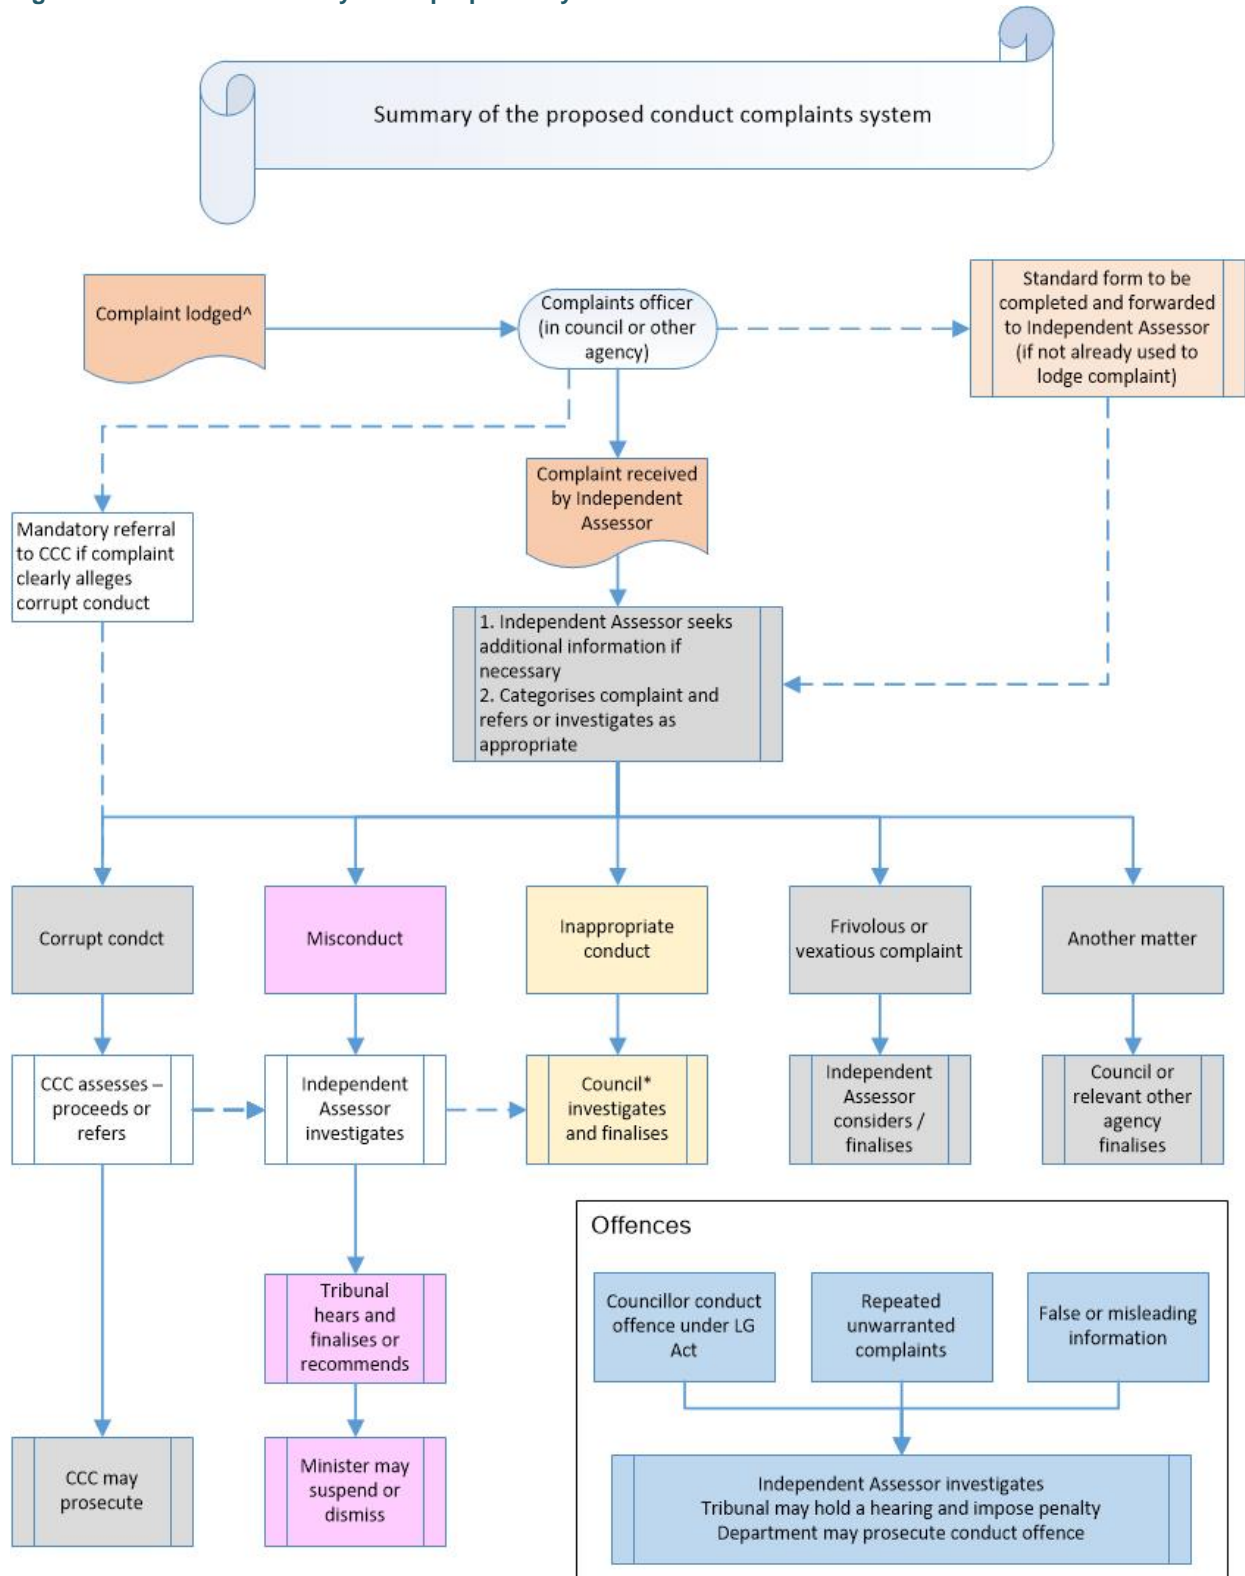 Summary of the proposed conduct complaints system
Complaint lodged^
Complaints officer
(in council or other
agency)
Standard form to be
completed and forwarded
to Independent Assessor
(if not already used to
lodge complaint)
Complaint received
by Independent
Assessor
Mandatory referral
to CCC if complaint
clearly alleges
corrupt conduct
1. Independent Assessor seeks
additional information if
necessary
2. Categorises complaint and
refers or investigates as
appropriate
Corrupt condct
Misconduct
Inappropriate
conduct
Frivolous or
vexatious complaint
Another matter
CCC assesses –
proceeds or
refers
Independent
Assessor
investigates
Council*
investigates
and finalises
Independent
Assessor
considers /
finalises
Council or
relevant other
agency
finalises
Tribunal
hears and
finalises or
recommends
CCC may
prosecute
Minister may
suspend or
dismiss
Offences
Councillor conduct
offence under LG
Act
Repeated
unwarranted
complaints
False or misleading
information
Independent Assessor investigates
Tribunal may hold a hearing and impose penalty
Department may prosecute conduct offence